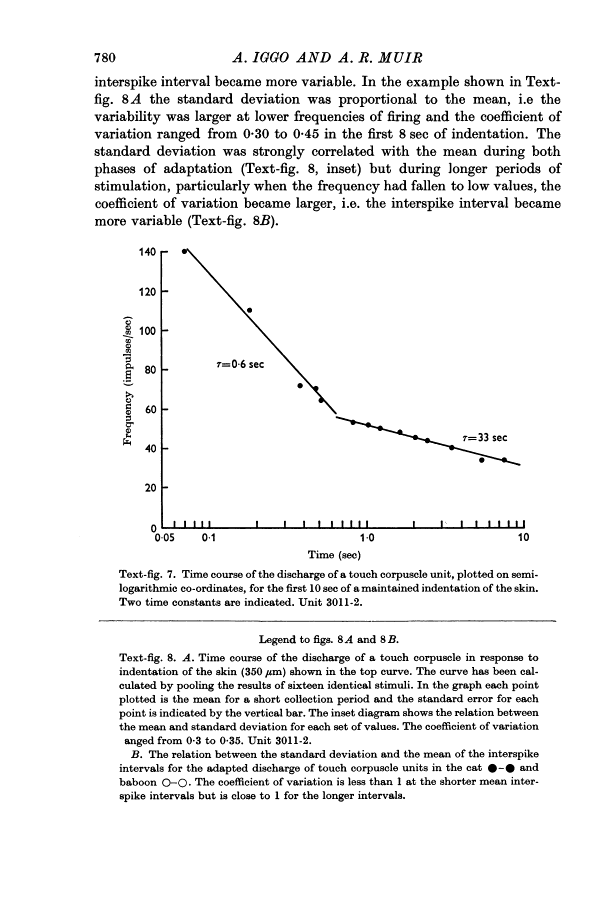 780
A. IGGO AND A. R. MUIR
interspike interval became more variable. In the example shown in Text-
fig. 8A the standard deviation was proportional to the mean, i.e the
variability was larger at lower frequencies of firing and the coefficient of
variation ranged from 0·30 to 0·45 in the first 8 sec of indentation. The
standard deviation was strongly correlated with the mean during both
phases of adaptation (Text-fig. 8, inset) but during longer periods of
stimulation, particularly when the frequency had fallen to low values, the
coefficient of variation became larger, i.e. the interspike interval became
more variable (Text-fig. 8B).
140
120
100
80
60
40
20
0
Frequency (impulses/sec)
τ=0·6 sec
τ=33 sec
0·05 0·1 1·0 10
Time (sec)
Text-fig. 7. Time course of the discharge of a touch corpuscle unit, plotted on semi-
logarithmic co-ordinates, for the first 10 sec of a maintained indentation of the skin.
Two time constants are indicated. Unit 3011-2.
Legend to figs. 8A and 8B.
Text-fig. 8. A. Time course of the discharge of a touch corpuscle in response to
indentation of the skin (350 μm) shown in the top curve. The curve has been cal-
culated by pooling the results of sixteen identical stimuli. In the graph each point
plotted is the mean for a short collection period and the standard error for each
point is indicated by the vertical bar. The inset diagram shows the relation between
the mean and standard deviation for each set of values. The coefficient of variation
anged from 0·3 to 0·35. Unit 3011-2.
B. The relation between the standard deviation and the mean of the interspike
intervals for the adapted discharge of touch corpuscle units in the cat ●–● and
baboon ○–○. The coefficient of variation is less than 1 at the shorter mean inter-
spike intervals but is close to 1 for the longer intervals.